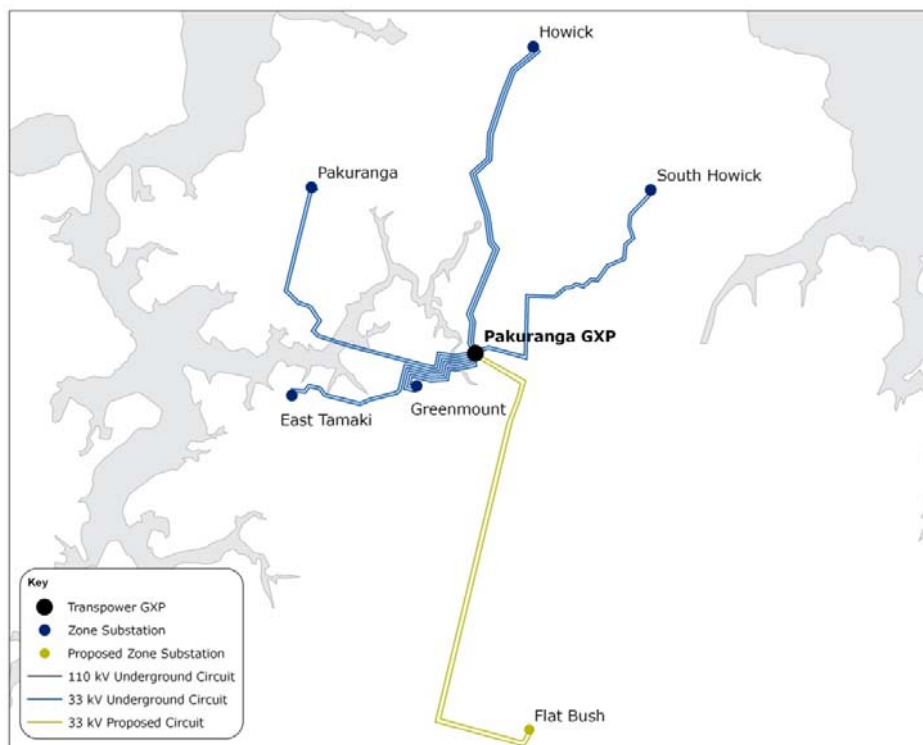 Howick
Pakuranga
South Howick
Pakuranga GXP
East Tamaki
Greenmount
Flat Bush
Key
Transpower GXP
Zone Substation
Proposed Zone Substation
110 kV Underground Circuit
33 kV Underground Circuit
33 kV Proposed Circuit